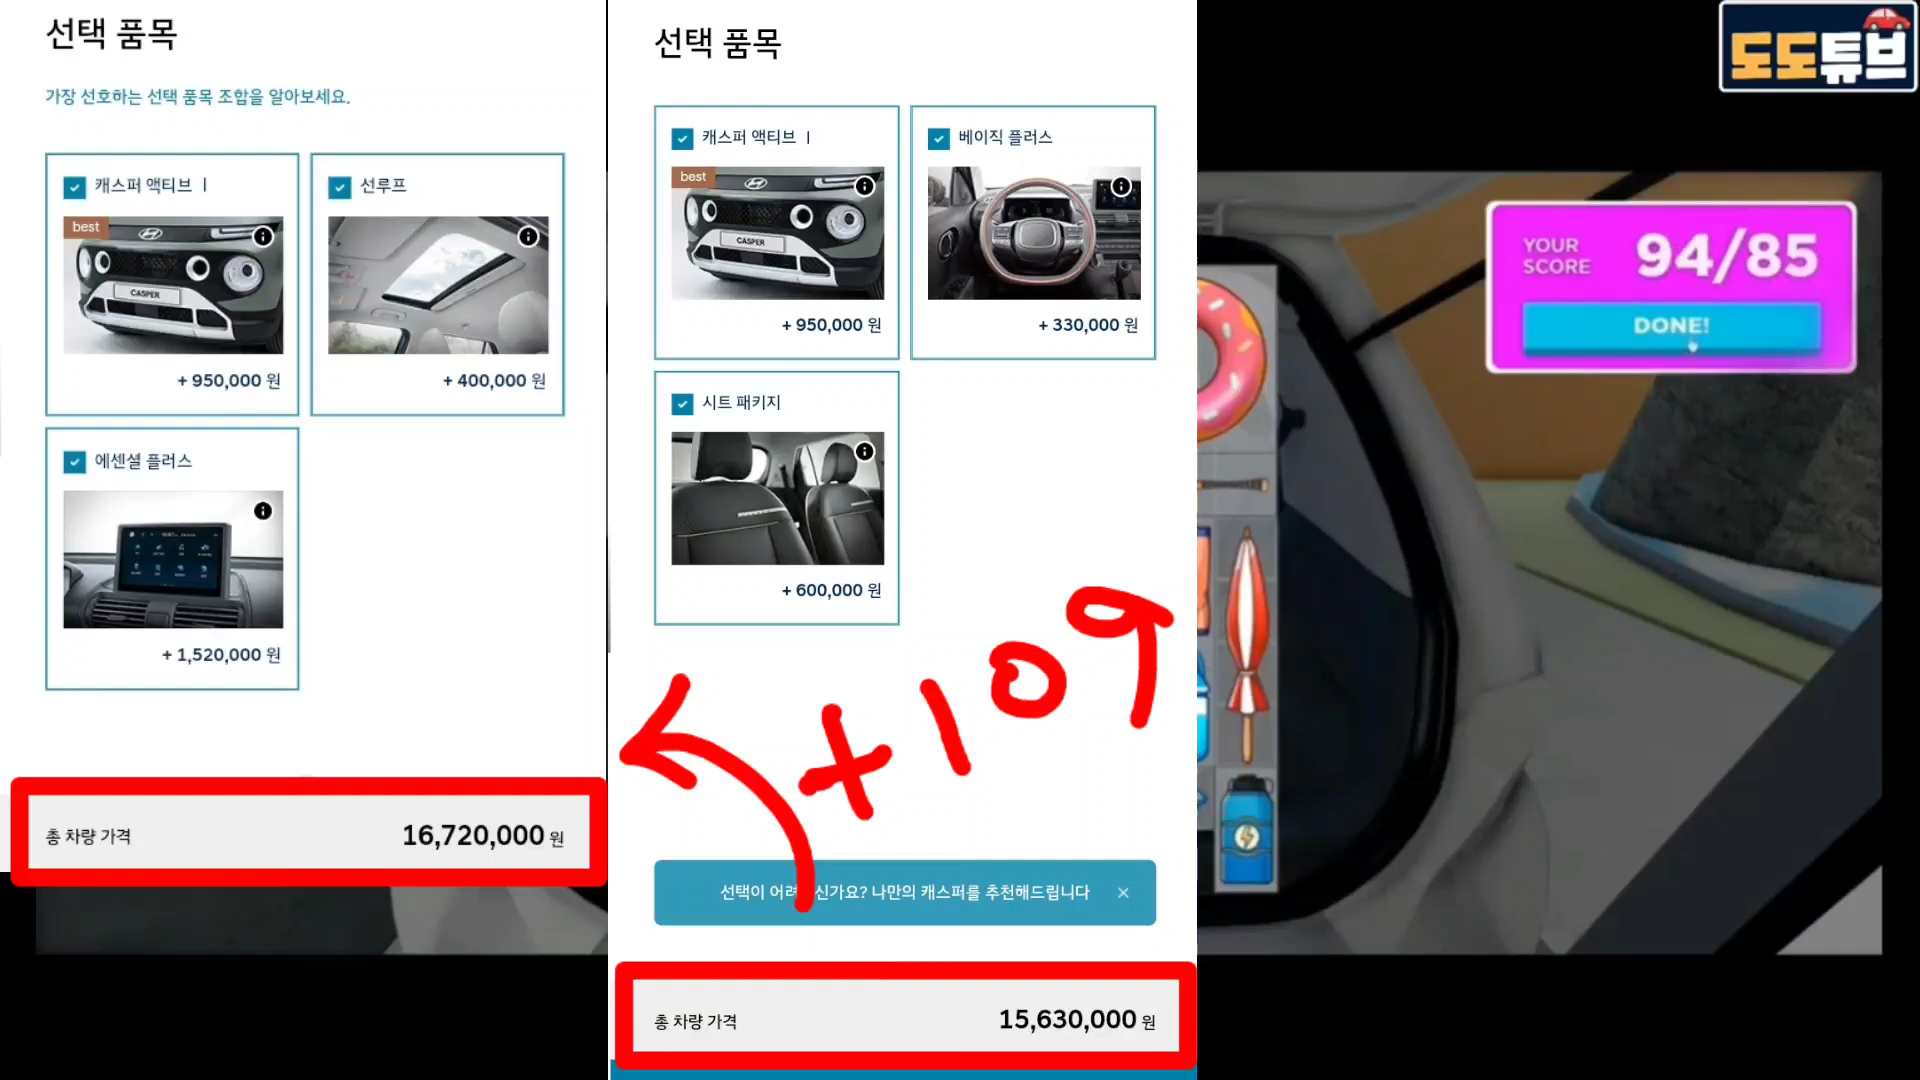 선택 품목
가장 선호하는 선택 품목 조합을 알아보세요.
캐스퍼 액티브 Ⅰ
best
CASPER
+ 950,000 원
선루프
+ 400,000 원
에센셜 플러스
+ 1,520,000 원
총 차량 가격
16,720,000 원
선택 품목
캐스퍼 액티브 Ⅰ
best
CASPER
+ 950,000 원
베이직 플러스
+ 330,000 원
시트 패키지
+ 600,000 원
+109
선택이 어려 신가요? 나만의 캐스퍼를 추천해드립니다
총 차량 가격
15,630,000 원
도도튜브
YOUR SCORE
94/85
DONE!